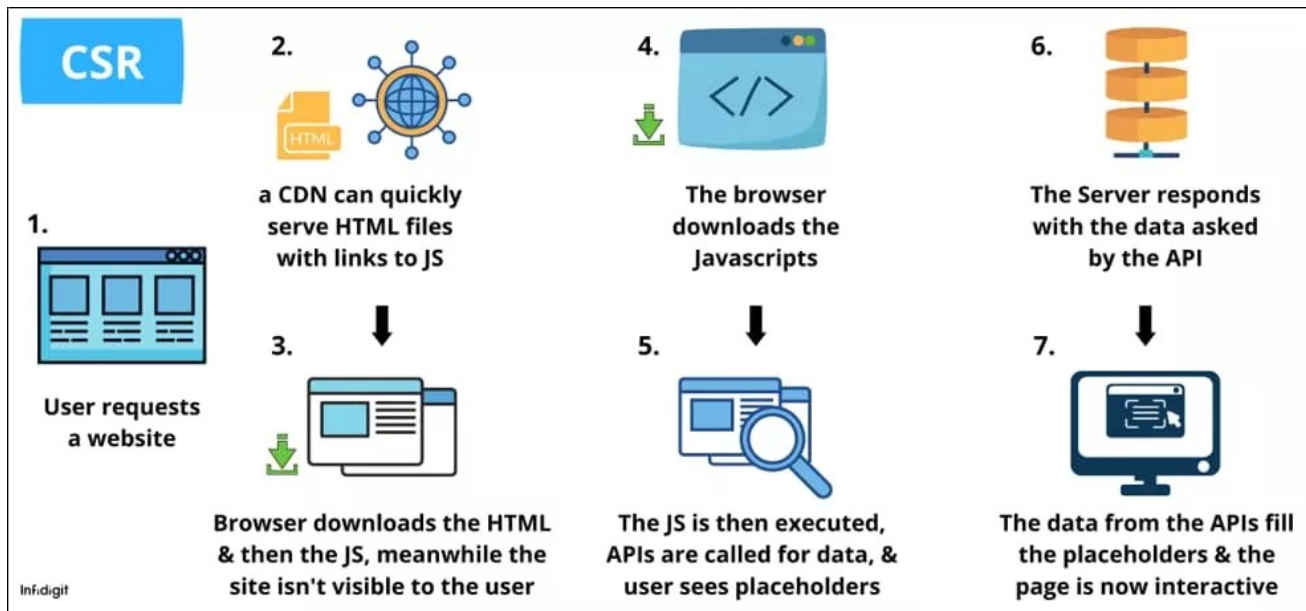 CSR
1.
User requests
a website
2.
HTML
a CDN can quickly
serve HTML files
with links to JS
3.
Browser downloads the HTML
& then the JS, meanwhile the
site isn't visible to the user
4.
</>
The browser
downloads the
Javascripts
5.
The JS is then executed,
APIs are called for data, &
user sees placeholders
6.
The Server responds
with the data asked
by the API
7.
The data from the APIs fill
the placeholders & the
page is now interactive
Infidigit